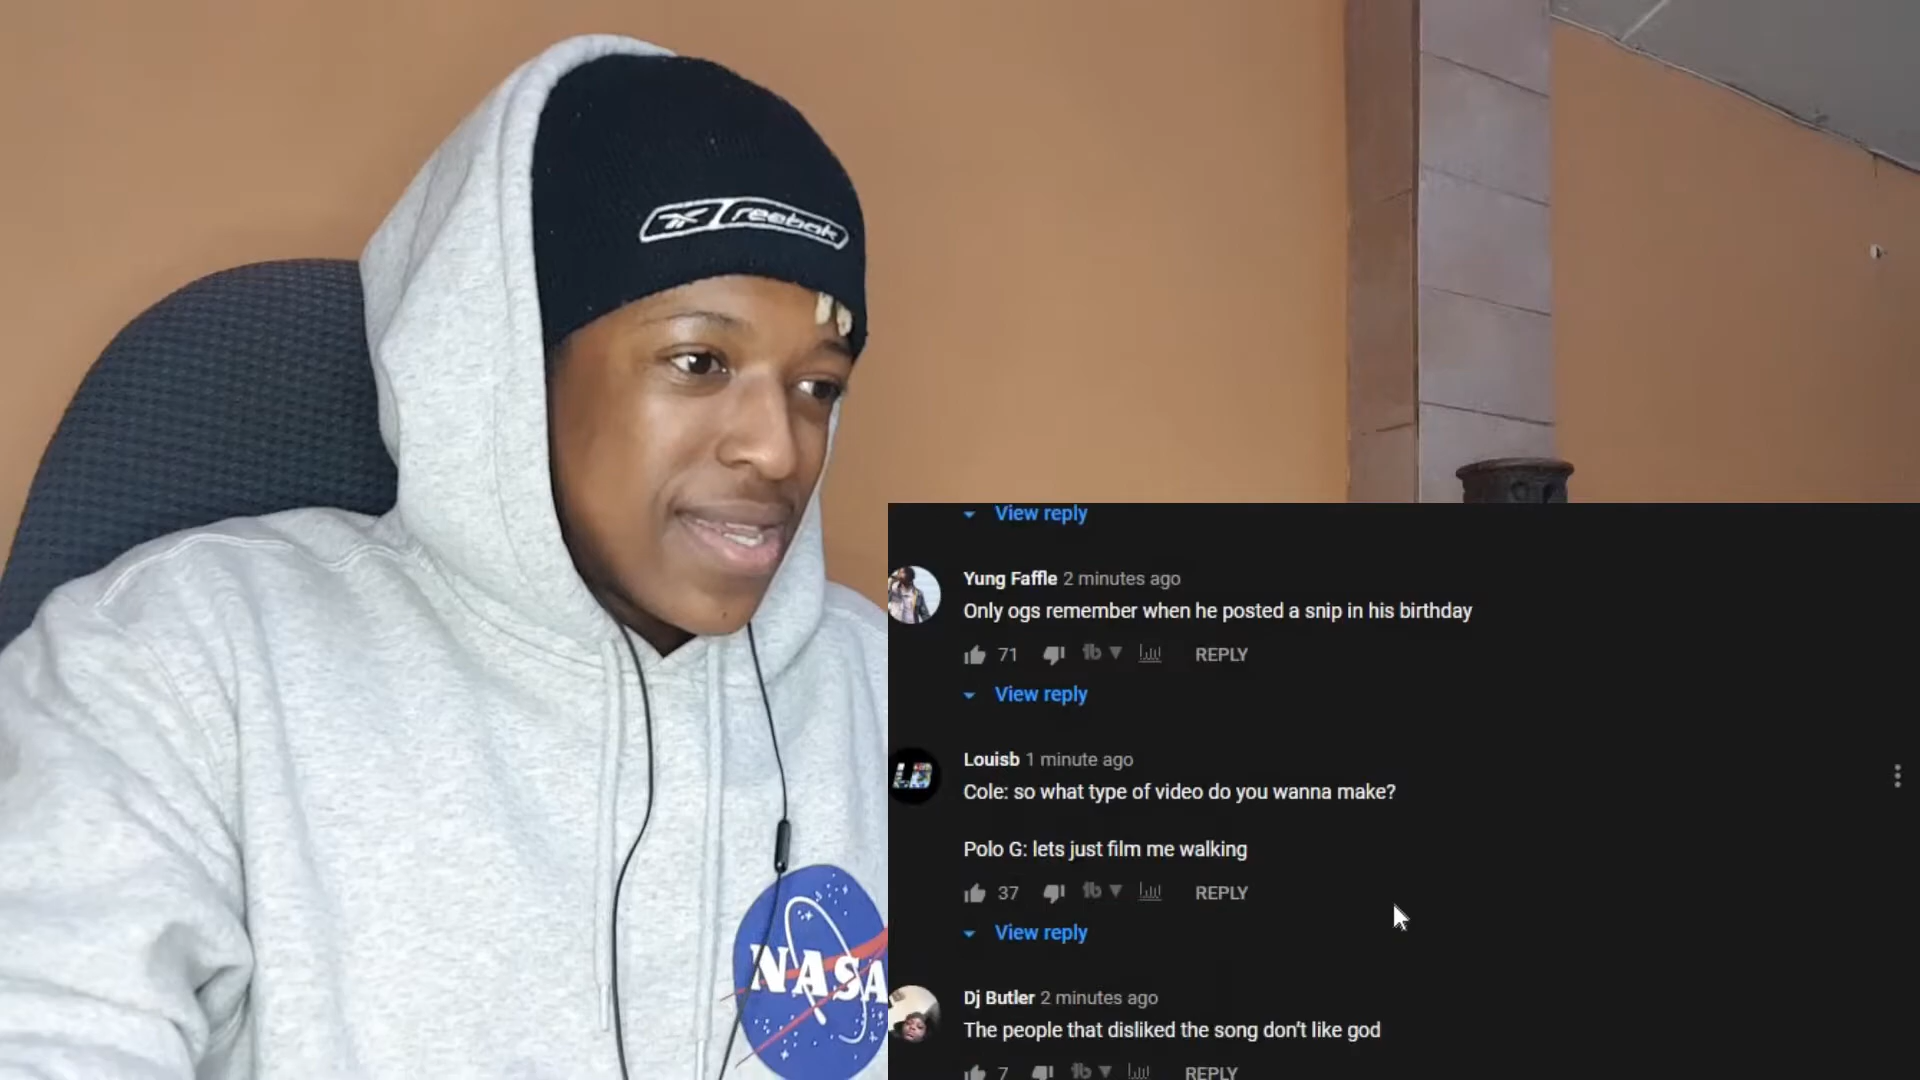 reebok
NASA
View reply
Yung Faffle 2 minutes ago
Only ogs remember when he posted a snip in his birthday
71 REPLY
View reply
Louisb 1 minute ago
Cole: so what type of video do you wanna make?
Polo G: lets just film me walking
37 REPLY
View reply
Dj Butler 2 minutes ago
The people that disliked the song don't like god
7 REPLY